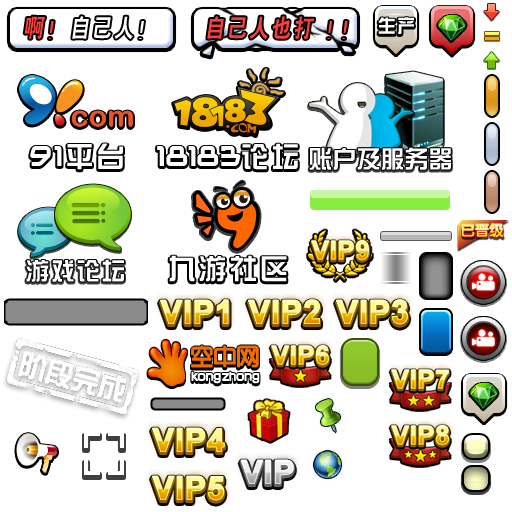 啊！自己人！
自己人也打！！
生产
91.com
91平台
18183
.COM
18183论坛
账户及服务器
游戏论坛
九游社区
VIP9
已晋级
VIP1
VIP2
VIP3
阶段完成
空中网
kongzhong
VIP6
VIP7
VIP4
VIP8
VIP
VIP5